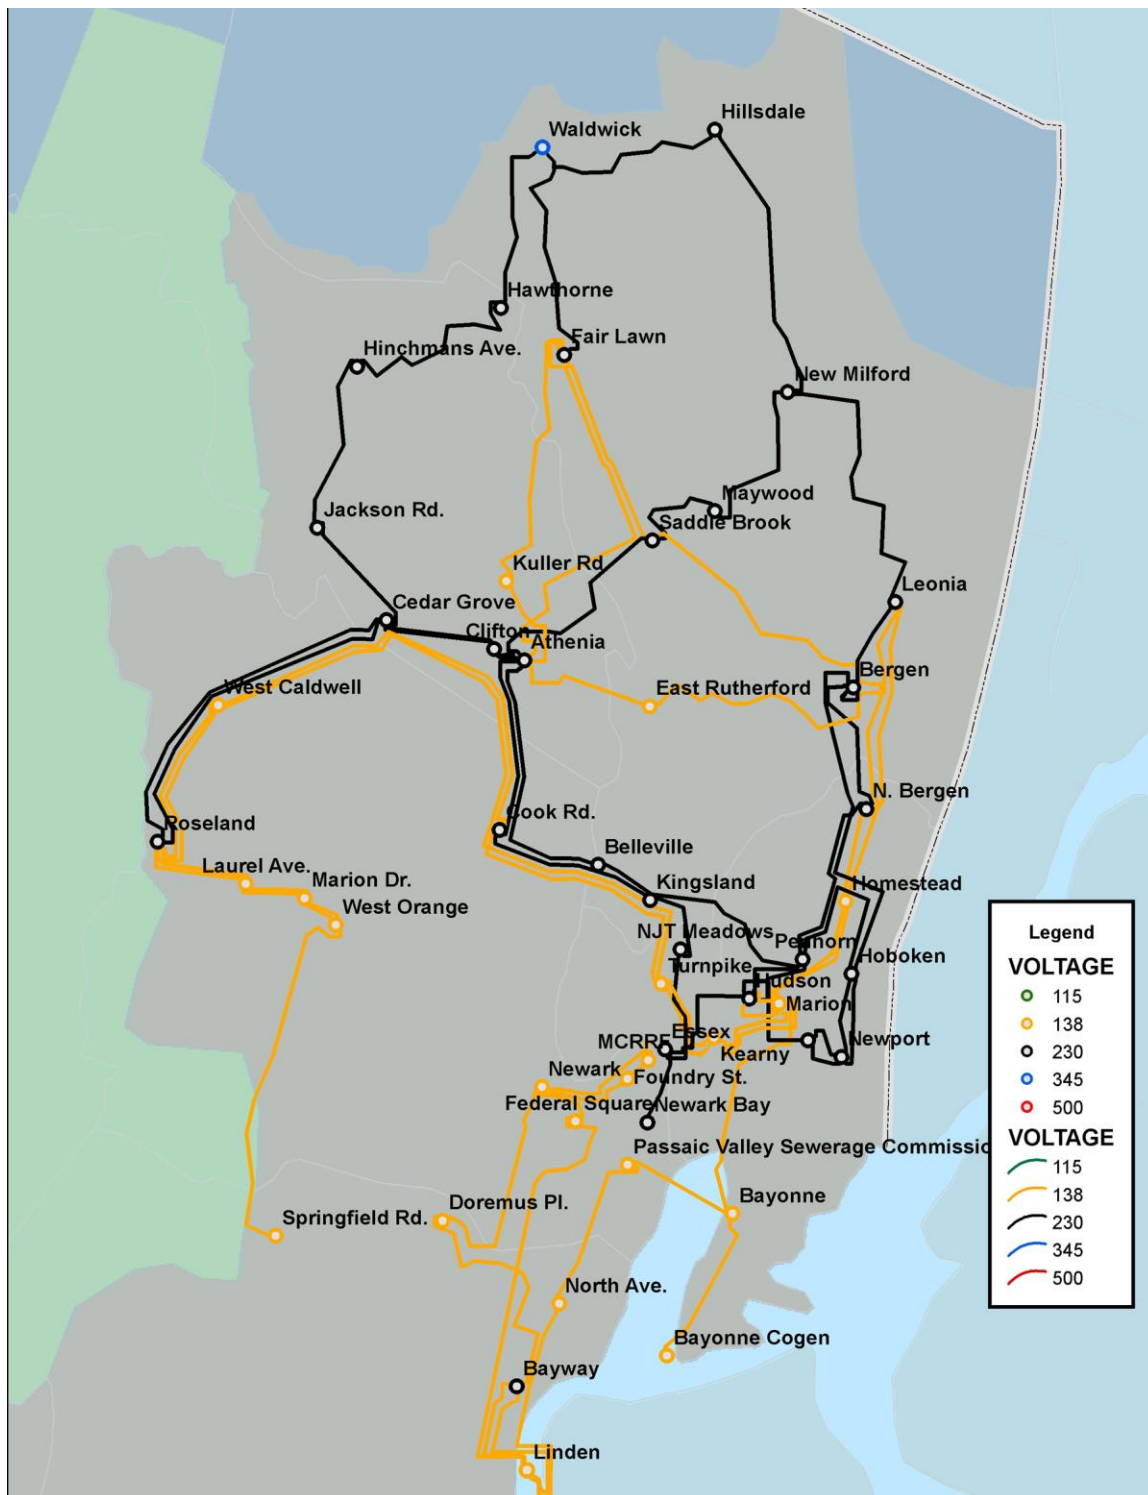 Hillsdale
Waldwick
Hawthorne
Fair Lawn
Hinchmans Ave.
New Milford
Maywood
Jackson Rd.
Saddle Brook
Kuller Rd
Leonia
Cedar Grove
Clifton
Athenia
Bergen
West Caldwell
East Rutherford
N. Bergen
Roseland
Cook Rd.
Belleville
Laurel Ave.
Marion Dr.
Kingsland
Homestead
West Orange
NJT Meadows
Penhorn
Hoboken
Turnpike
Hudson
Marion
Essex
MCRRF
Kearny
Newport
Newark
Foundry St.
Federal Square
Newark Bay
Passaic Valley Sewerage Commissio
Bayonne
Doremus Pl.
Springfield Rd.
North Ave.
Bayonne Cogen
Bayway
Linden
Legend
VOLTAGE
115
138
230
345
500
VOLTAGE
115
138
230
345
500